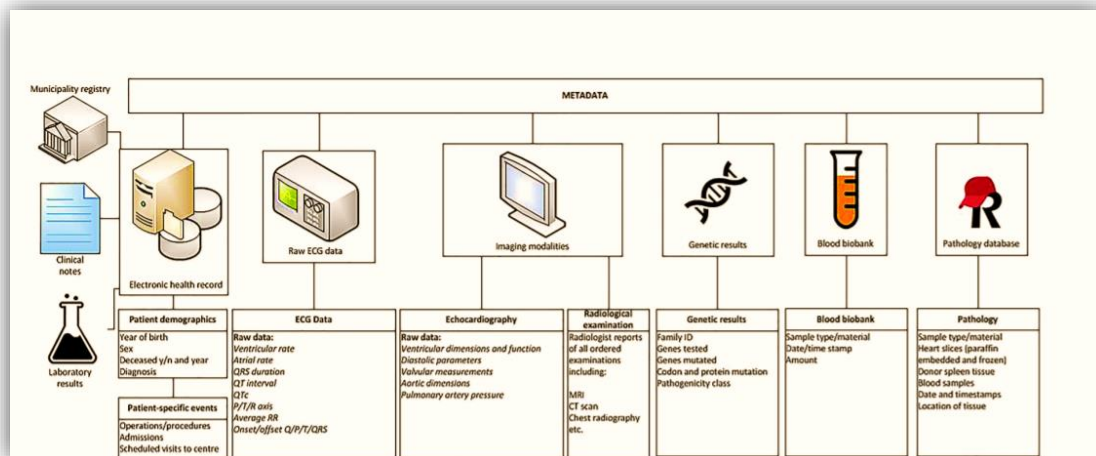 METADATA
Municipality registry
Clinical
notes
Laboratory
results
Electronic health record
Raw ECG data
Imaging modalities
Genetic results
Blood biobank
R
Pathology database
Patient demographics
Year of birth
Sex
Deceased y/n and year
Diagnosis
Patient-specific events
Operations/procedures
Admissions
Scheduled visits to centre
ECG Data
Raw data:
Ventricular rate
Atrial rate
QRS duration
QT interval
QTc
P/T/R axis
Average RR
Onset/offset Q/P/T/QRS
Echocardiography
Raw data:
Ventricular dimensions and function
Diastolic parameters
Valvular measurements
Aortic dimensions
Pulmonary artery pressure
Radiological
examination
Radiologist reports
of all ordered
examinations
including:
MRI
CT scan
Chest radiography
etc.
Genetic results
Family ID
Genes tested
Genes mutated
Codon and protein mutation
Pathogenicity class
Blood biobank
Sample type/material
Date/time stamp
Amount
Pathology
Sample type/material
Heart slices (paraffin
embedded and frozen)
Donor spleen tissue
Blood samples
Date and timestamps
Location of tissue